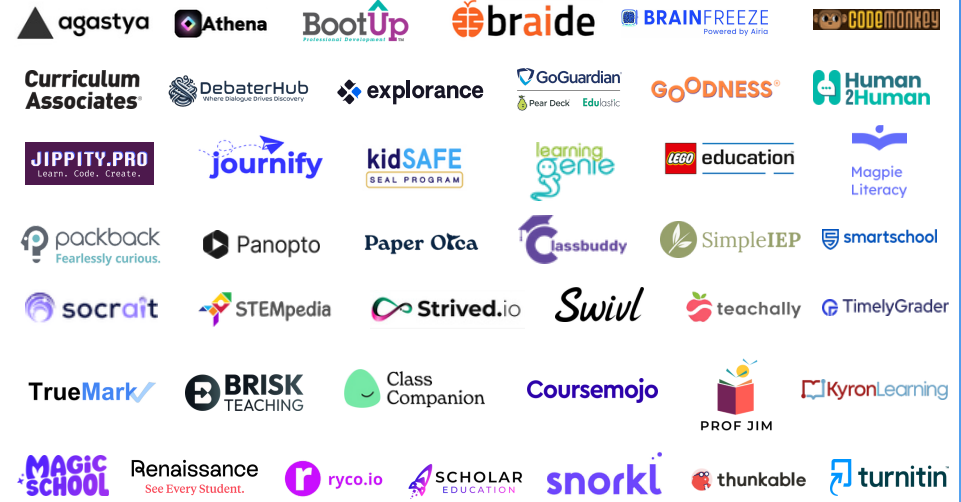 agastya
Athena
BootUp
Professional Development™
braide
BRAINFREEZE
Powered by Airia
CODEMONKEY
Curriculum
Associates®
DebaterHub
Where Dialogue Drives Discovery
explorance
GoGuardian
Pear Deck
Edulastic
GOODNESS®
Human
2Human
JIPPITY.PRO
Learn. Code. Create.
journify
kidSAFE
SEAL PROGRAM
learning
genie
LEGO education
Magpie
Literacy
packback
Fearlessly curious.
Panopto
Paper Orca
Classbuddy
SimpleIEP
smartschool
socrait
STEMpedia
Strived.io
Swivl
teachally
TimelyGrader
TrueMark
BRISK
TEACHING
Class
Companion
Coursemojo
PROF JIM
KyronLearning
MAGIC
SCHOOL
Renaissance
See Every Student.
ryco.io
SCHOLAR
EDUCATION
snorkl
thunkable
turnitin